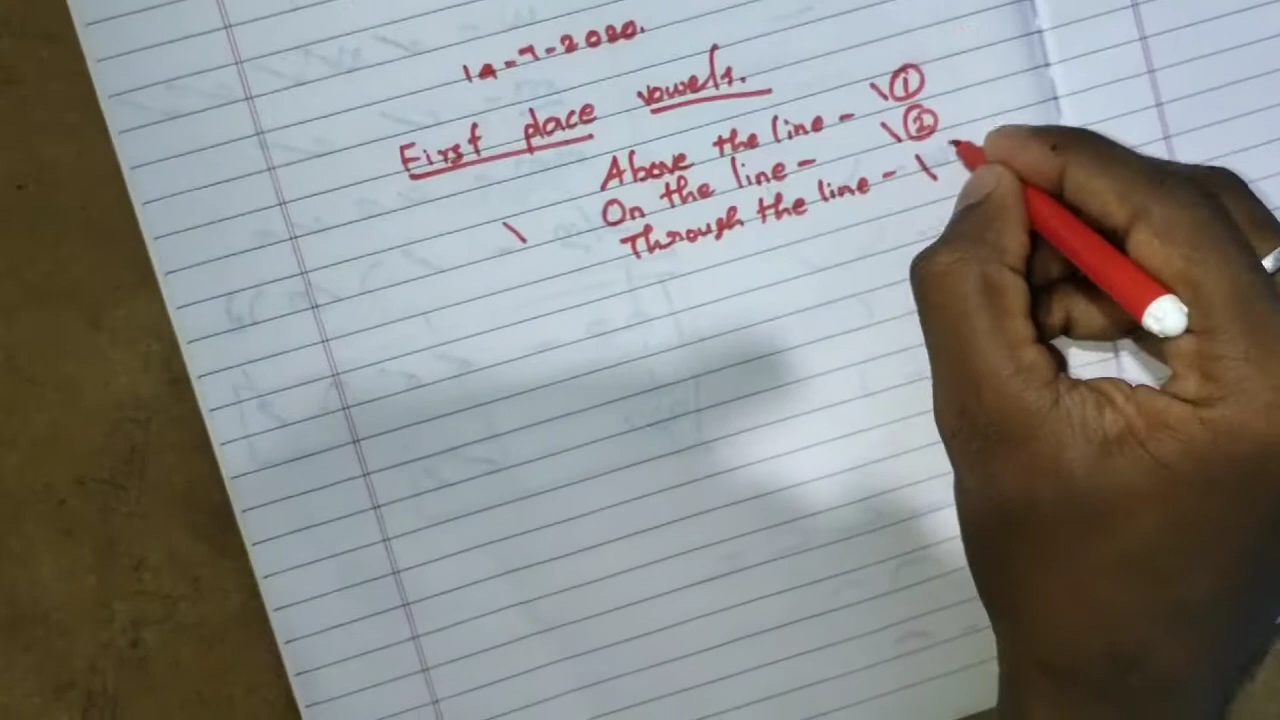 14-7-2020.
First place vowels.
Above the line - \ ①
On the line - \ ②
\ Through the line - \